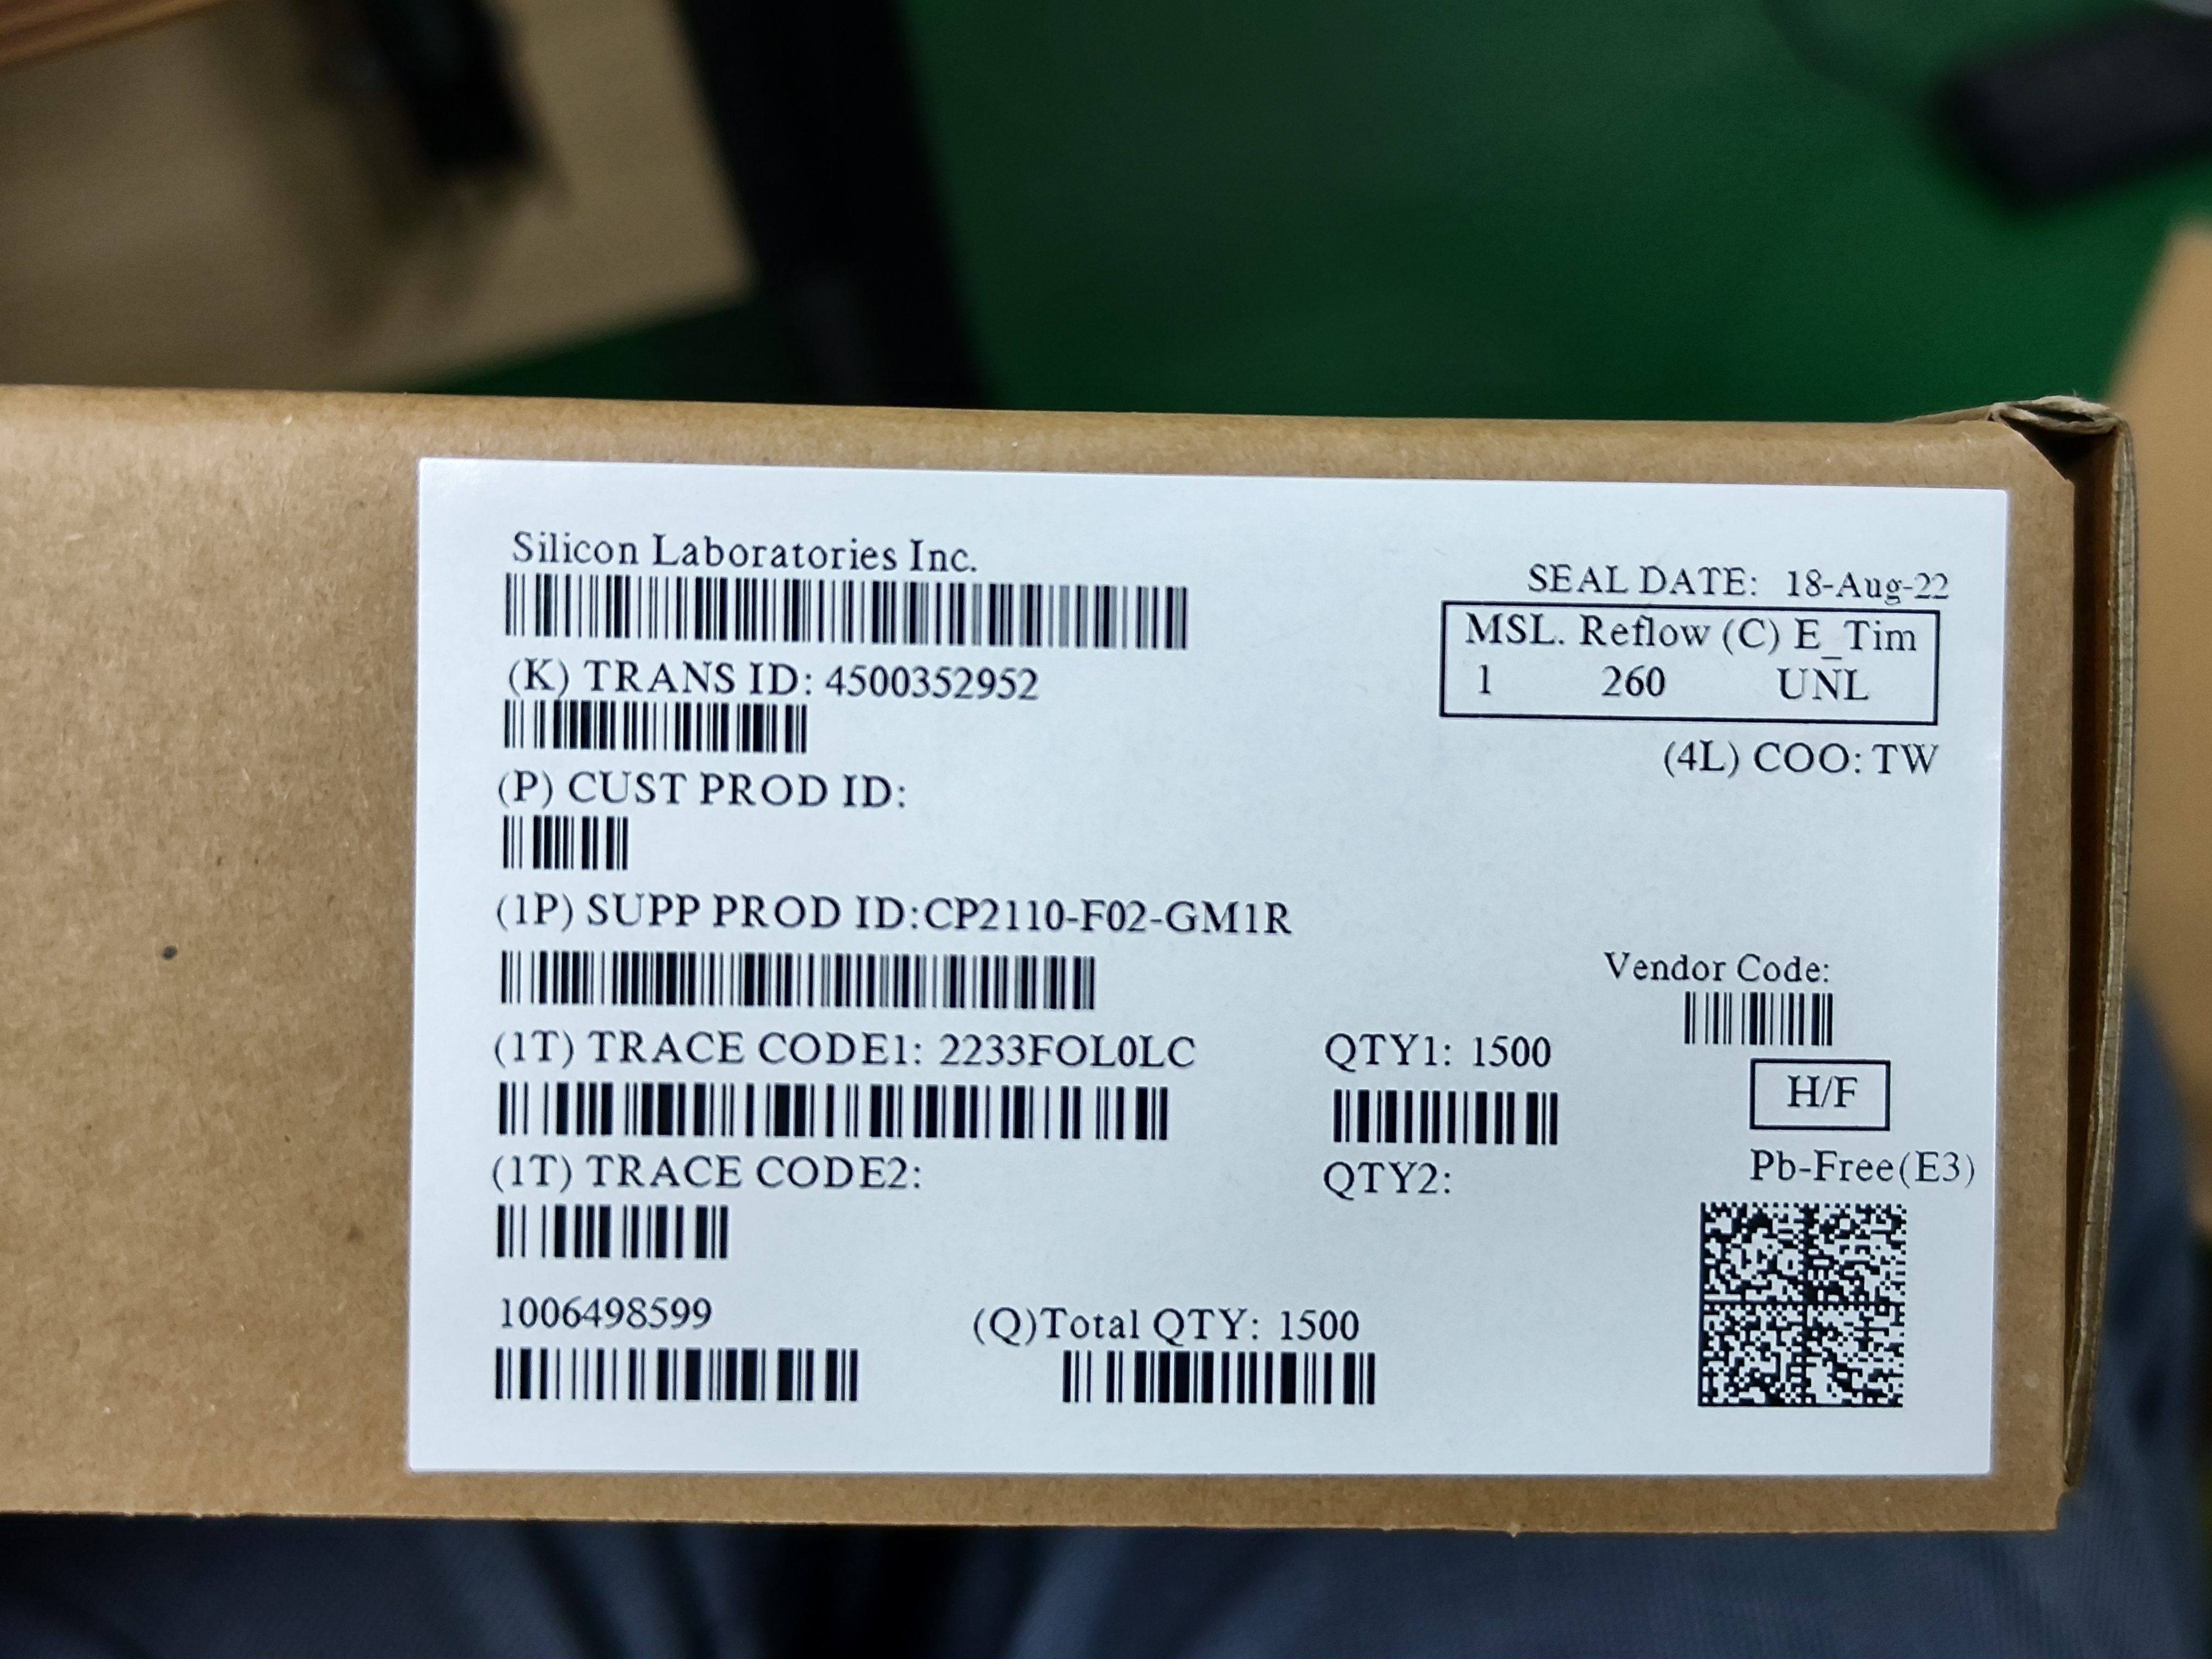 Silicon Laboratories Inc.
SEAL DATE: 18-Aug-22
MSL. Reflow (C) E_Tim
1 260 UNL
(K) TRANS ID: 4500352952
(4L) COO: TW
(P) CUST PROD ID:
(1P) SUPP PROD ID:CP2110-F02-GM1R
Vendor Code:
(1T) TRACE CODE1: 2233FOL0LC
QTY1: 1500
H/F
(1T) TRACE CODE2:
QTY2:
Pb-Free(E3)
1006498599
(Q)Total QTY: 1500